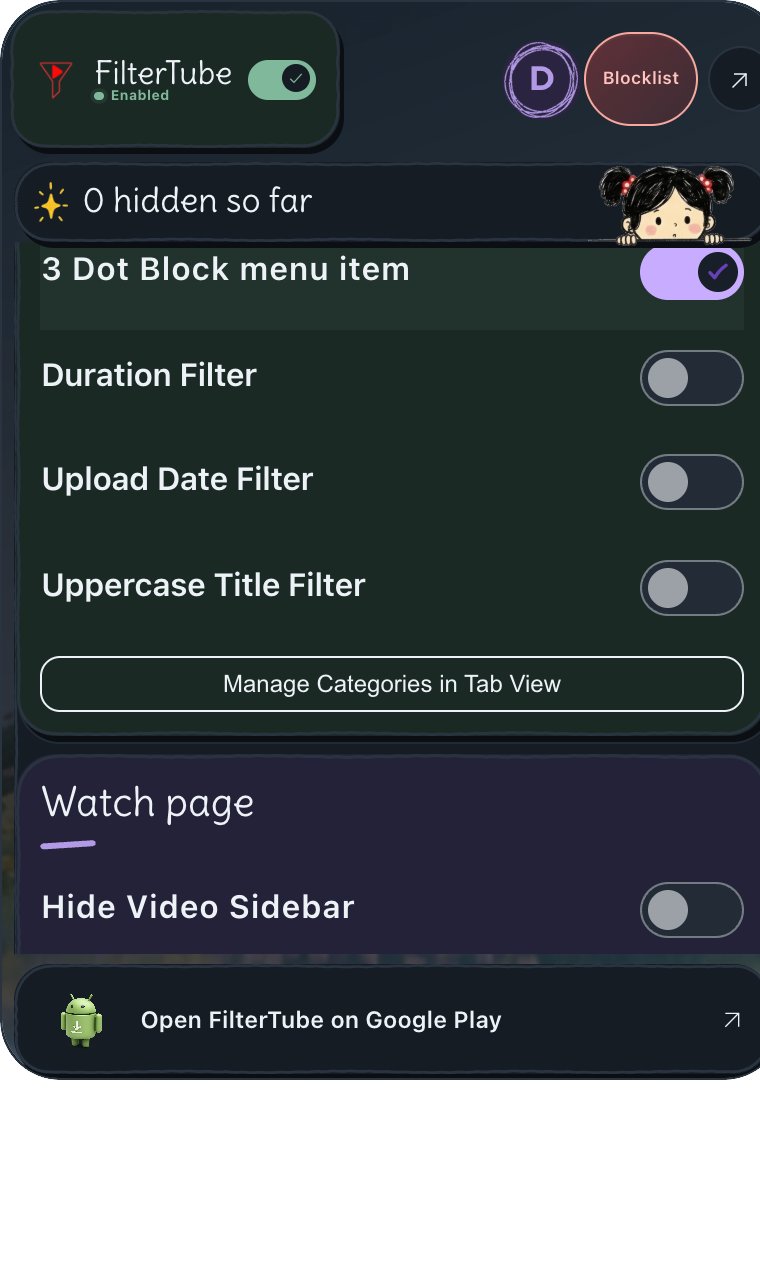 FilterTube
Enabled
D
Blocklist
0 hidden so far
3 Dot Block menu item
Duration Filter
Upload Date Filter
Uppercase Title Filter
Manage Categories in Tab View
Watch page
Hide Video Sidebar
Open FilterTube on Google Play